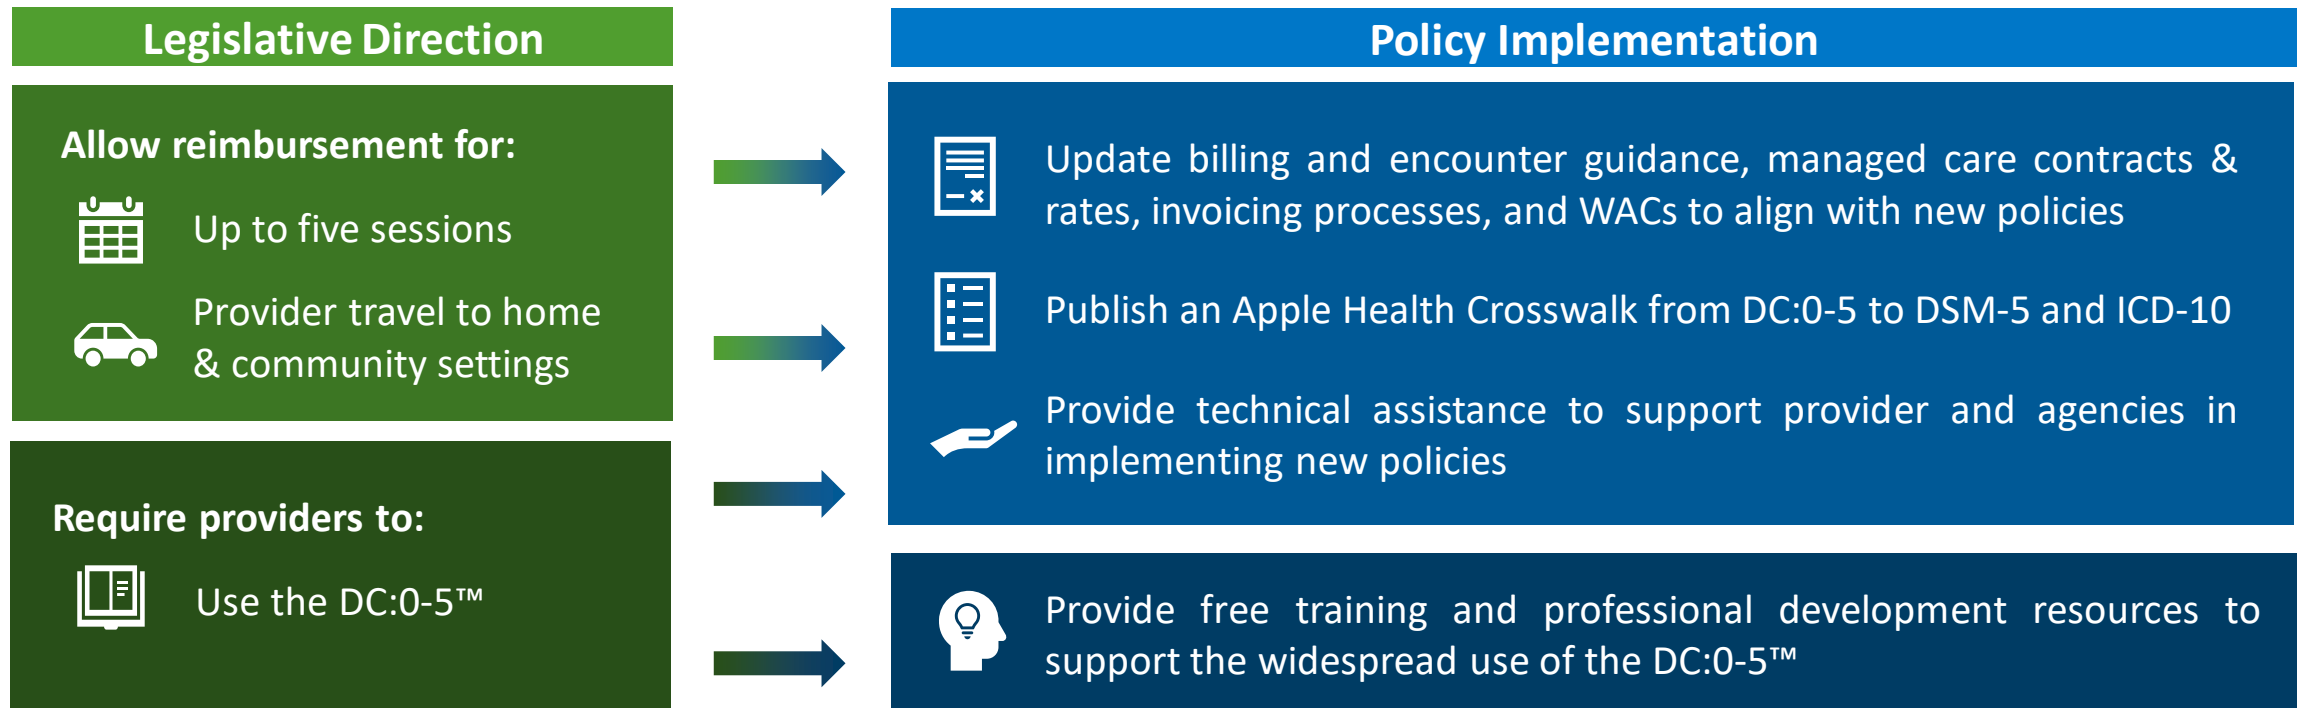 Legislative Direction
Allow reimbursement for:
Up to five sessions
Provider travel to home
& community settings
Require providers to:
Use the DC:0-5™
Policy Implementation
Update billing and encounter guidance, managed care contracts &
rates, invoicing processes, and WACs to align with new policies
Publish an Apple Health Crosswalk from DC:0-5 to DSM-5 and ICD-10
Provide technical assistance to support provider and agencies in
implementing new policies
Provide free training and professional development resources to
support the widespread use of the DC:0-5™